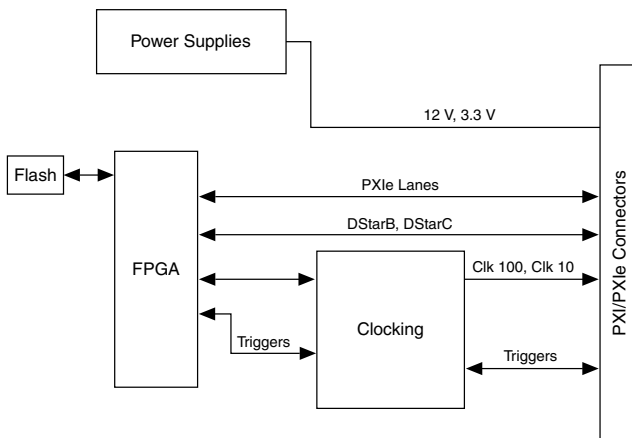 Power Supplies
12 V, 3.3 V
Flash
PXIe Lanes
DStarB, DStarC
FPGA
Clk 100, Clk 10
Clocking
Triggers
Triggers
PXI/PXIe Connectors